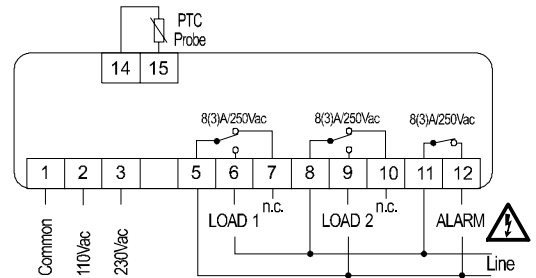 PTC
Probe
14 15
8(3)A/250Vac 8(3)A/250Vac 8(3)A/250Vac
1 2 3 5 6 7 8 9 10 11 12
n.c. n.c.
Common 110Vac 230Vac LOAD 1 LOAD 2 ALARM
Line